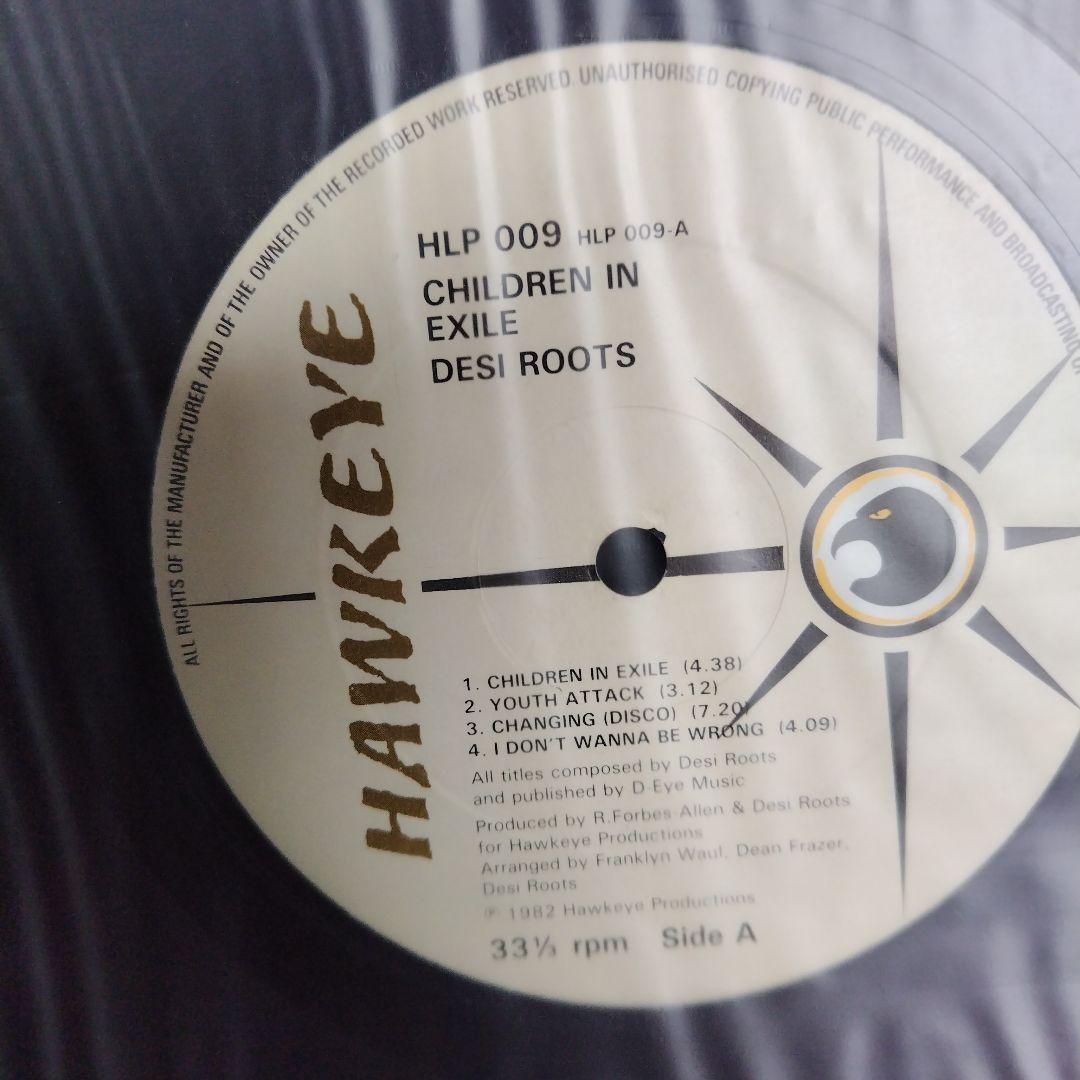 ALL RIGHTS OF THE MANUFACTURER AND OF THE OWNER OF THE RECORDED WORK RESERVED. UNAUTHORISED COPYING PUBLIC PERFORMANCE AND BROADCASTING OF
HAWKEYE
HLP 009 HLP 009-A
CHILDREN IN
EXILE
DESI ROOTS
1. CHILDREN IN EXILE (4.38)
2. YOUTH ATTACK (3.12)
3. CHANGING (DISCO) (7.20)
4. I DON'T WANNA BE WRONG (4.09)
All titles composed by Desi Roots
and published by D-Eye Music
Produced by R.Forbes-Allen & Desi Roots
for Hawkeye Productions
Arranged by Franklyn Waul, Dean Frazer,
Desi Roots
℗ 1982 Hawkeye Productions
33⅓ rpm Side A